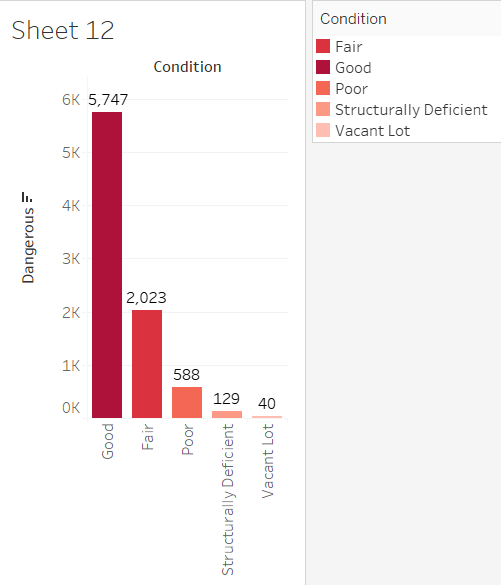 Sheet 12
Condition
6K
5K
4K
3K
2K
1K
0K
Dangerous
5,747
2,023
588
129
40
Good
Fair
Poor
Structurally Deficient
Vacant Lot
Condition
Fair
Good
Poor
Structurally Deficient
Vacant Lot